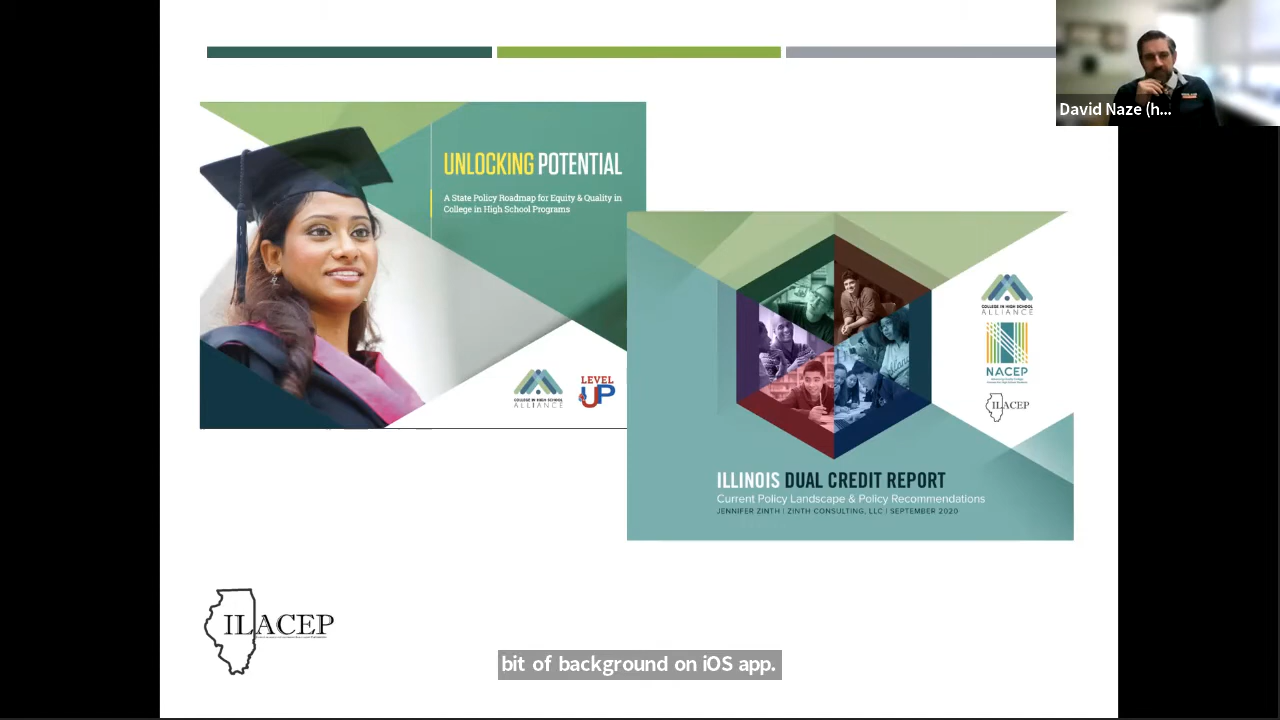 David Naze (h...
UNLOCKING POTENTIAL
A State Policy Roadmap for Equity & Quality in
College in High School Programs
COLLEGE IN HIGH SCHOOL
ALLIANCE
LEVEL
UP
COLLEGE IN HIGH SCHOOL
ALLIANCE
NACEP
ILACEP
ILLINOIS DUAL CREDIT REPORT
Current Policy Landscape & Policy Recommendations
JENNIFER ZINTH | ZINTH CONSULTING, LLC | SEPTEMBER 2020
ILACEP
bit of background on iOS app.